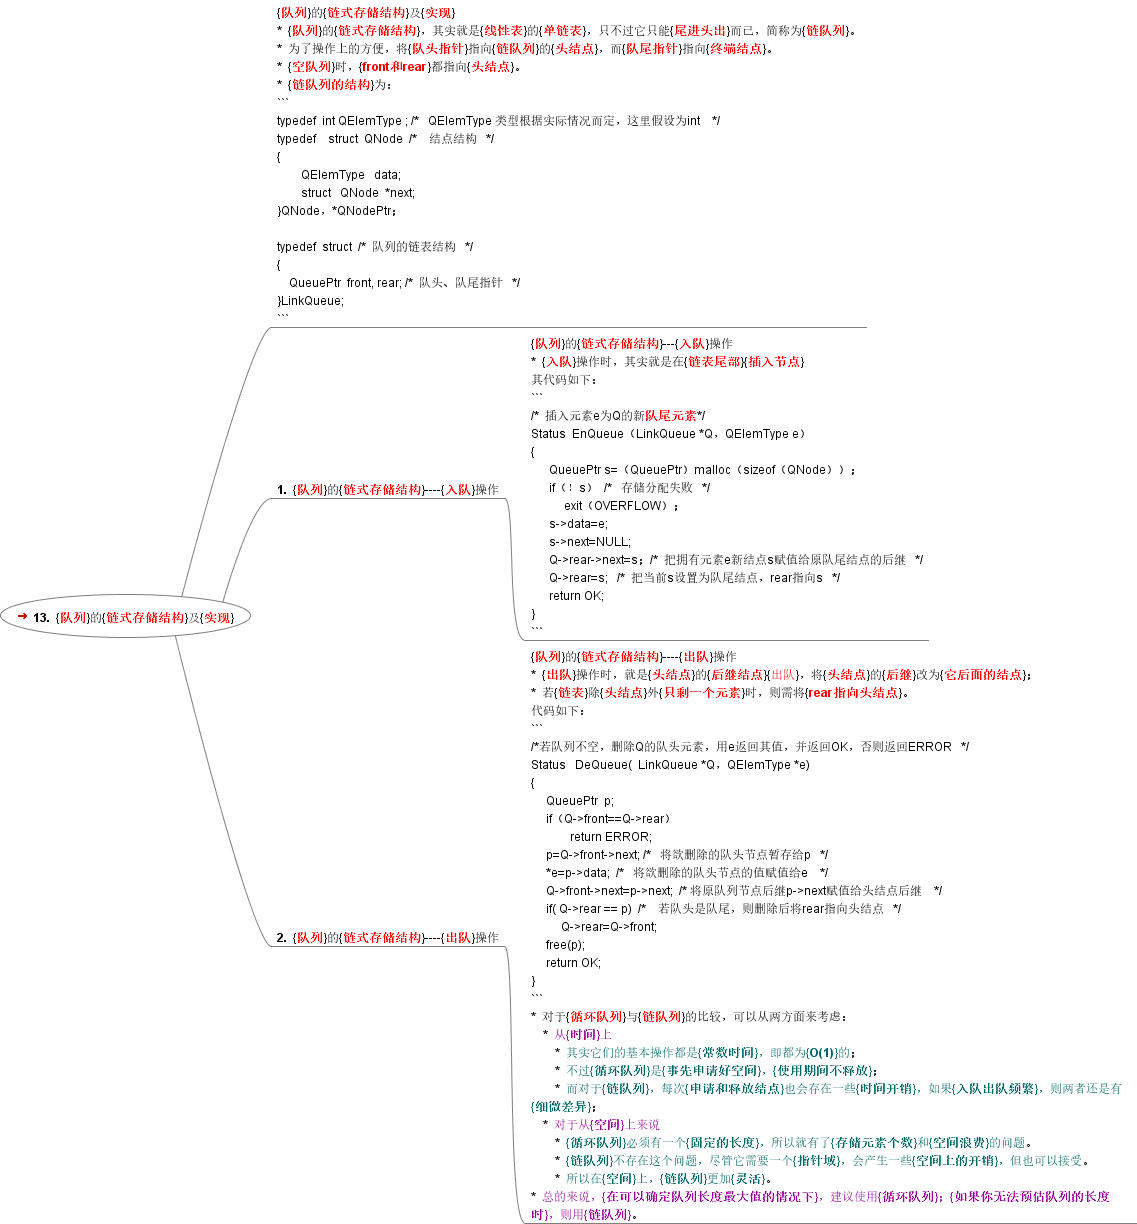 {队列}的{链式存储结构}及{实现}
* {队列}的{链式存储结构}，其实就是{线性表}的{单链表}，只不过它只能{尾进头出}而已，简称为{链队列}。
* 为了操作上的方便，将{队头指针}指向{链队列}的{头结点}，而{队尾指针}指向{终端结点}。
* {空队列}时，{front和rear}都指向{头结点}。
* {链队列的结构}为：
```
typedef int QElemType ; /* QElemType 类型根据实际情况而定，这里假设为int */
typedef struct QNode /* 结点结构 */
{
QElemType data;
struct QNode *next;
}QNode，*QNodePtr；
typedef struct /* 队列的链表结构 */
{
QueuePtr front, rear; /* 队头、队尾指针 */
}LinkQueue;
```
{队列}的{链式存储结构}---{入队}操作
* {入队}操作时，其实就是在{链表尾部}{插入节点}
其代码如下：
```
/* 插入元素e为Q的新队尾元素*/
Status EnQueue（LinkQueue *Q，QElemType e）
{
QueuePtr s=（QueuePtr）malloc（sizeof（QNode））；
if（！s） /* 存储分配失败 */
exit（OVERFLOW）；
s->data=e;
s->next=NULL;
Q->rear->next=s；/* 把拥有元素e新结点s赋值给原队尾结点的后继 */
Q->rear=s; /* 把当前s设置为队尾结点，rear指向s */
return OK;
}
```
1. {队列}的{链式存储结构}----{入队}操作
➔ 13. {队列}的{链式存储结构}及{实现}
{队列}的{链式存储结构}----{出队}操作
* {出队}操作时，就是{头结点}的{后继结点}{出队}，将{头结点}的{后继}改为{它后面的结点}；
* 若{链表}除{头结点}外{只剩一个元素}时，则需将{rear指向头结点}。
代码如下：
```
/*若队列不空，删除Q的队头元素，用e返回其值，并返回OK，否则返回ERROR */
Status DeQueue( LinkQueue *Q，QElemType *e)
{
QueuePtr p;
if（Q->front==Q->rear）
return ERROR;
p=Q->front->next; /* 将欲删除的队头节点暂存给p */
*e=p->data; /* 将欲删除的队头节点的值赋值给e */
Q->front->next=p->next; /* 将原队列节点后继p->next赋值给头结点后继 */
if( Q->rear == p) /* 若队头是队尾，则删除后将rear指向头结点 */
Q->rear=Q->front;
free(p);
return OK;
}
```
2. {队列}的{链式存储结构}----{出队}操作
* 对于{循环队列}与{链队列}的比较，可以从两方面来考虑：
* 从{时间}上
* 其实它们的基本操作都是{常数时间}，即都为{O(1)}的；
* 不过{循环队列}是{事先申请好空间}，{使用期间不释放}；
* 而对于{链队列}，每次{申请和释放结点}也会存在一些{时间开销}，如果{入队出队频繁}，则两者还是有
{细微差异}；
* 对于从{空间}上来说
* {循环队列}必须有一个{固定的长度}，所以就有了{存储元素个数}和{空间浪费}的问题。
* {链队列}不存在这个问题，尽管它需要一个{指针域}，会产生一些{空间上的开销}，但也可以接受。
* 所以在{空间}上，{链队列}更加{灵活}。
* 总的来说，{在可以确定队列长度最大值的情况下}，建议使用{循环队列}；{如果你无法预估队列的长度
时}，则用{链队列}。